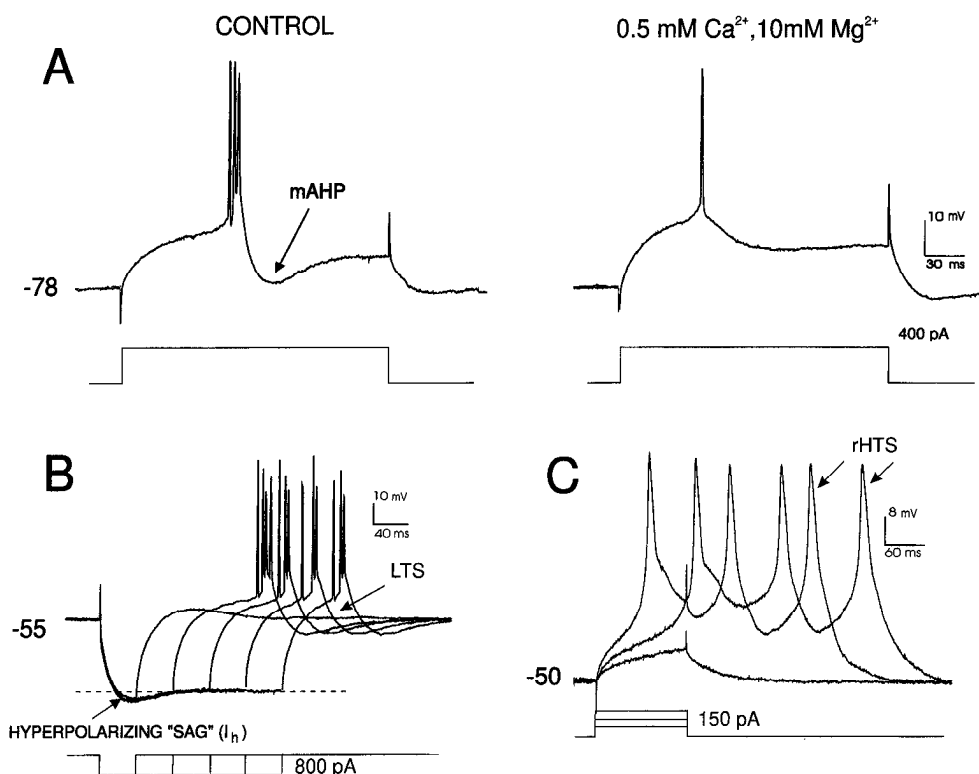 CONTROL
0.5 mM Ca²⁺,10mM Mg²⁺
A
mAHP
-78
10 mV
30 ms
400 pA
B
10 mV
40 ms
LTS
-55
HYPERPOLARIZING "SAG" (Iₕ)
800 pA
C
rHTS
8 mV
60 ms
-50
150 pA